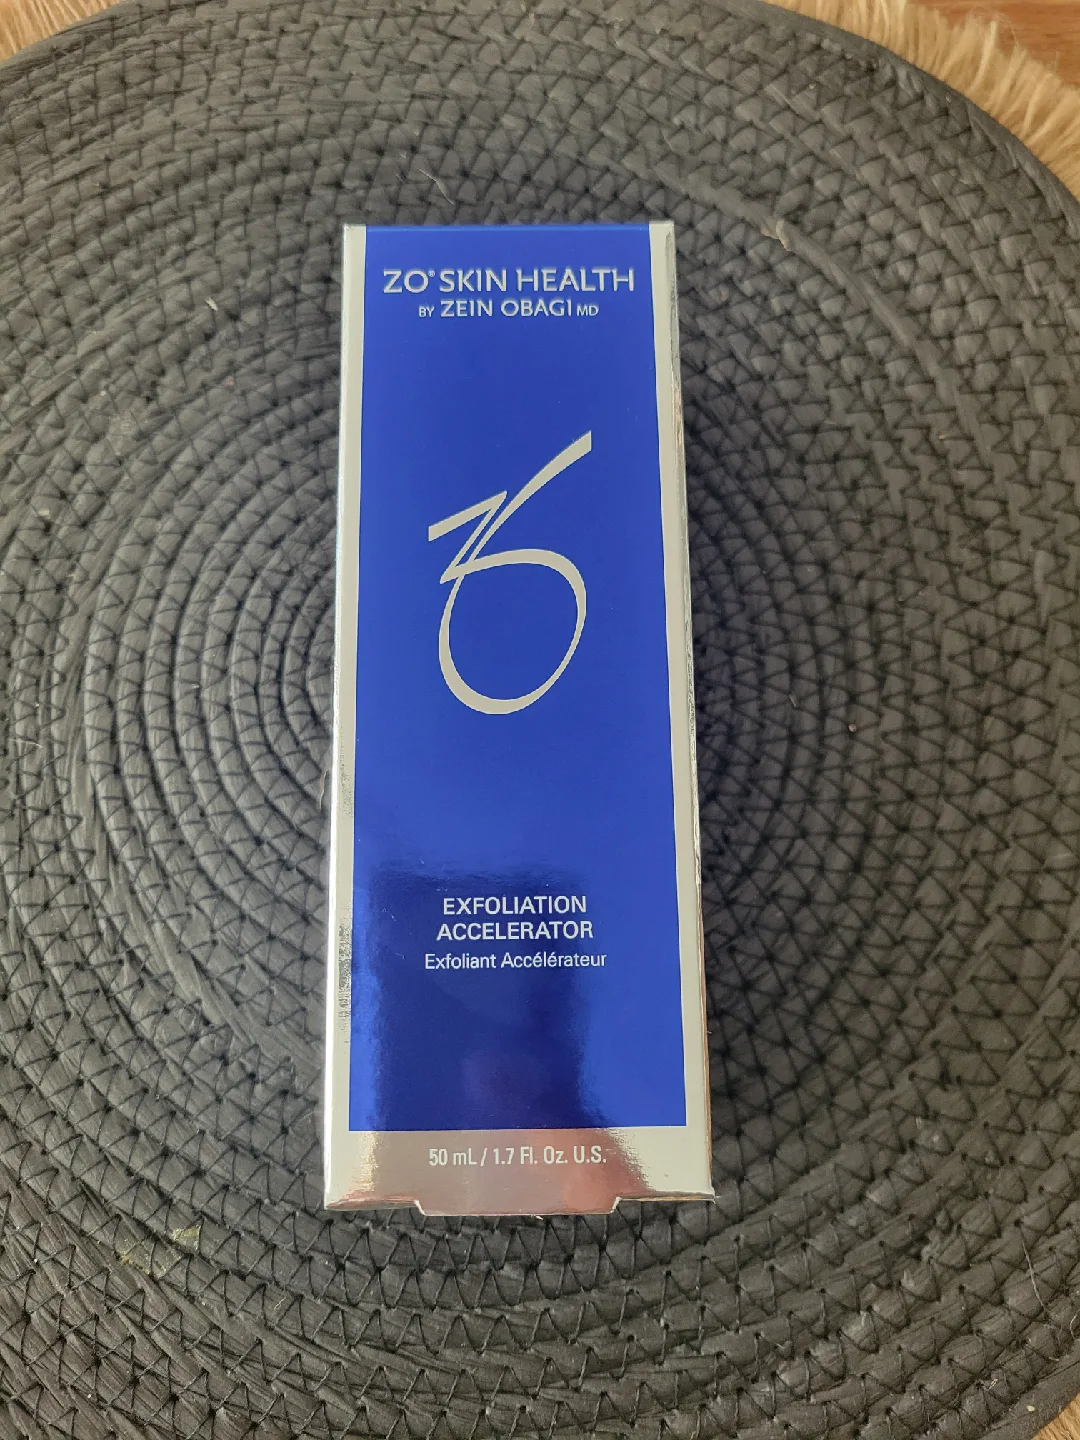 ZO® SKIN HEALTH
BY ZEIN OBAGI MD
EXFOLIATION
ACCELERATOR
Exfoliant Accélérateur
50 mL / 1.7 Fl. Oz. U.S.